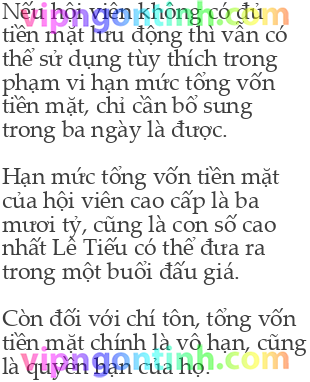 Nếu hội viên không có đủ
tiền mặt lưu động thì vẫn có
thể sử dụng tùy thích trong
phạm vi hạn mức tổng vốn
tiền mặt, chỉ cần bổ sung
trong ba ngày là được.
Hạn mức tổng vốn tiền mặt
của hội viên cao cấp là ba
mươi tỷ, cũng là con số cao
nhất Lê Tiếu có thể đưa ra
trong một buổi đấu giá.
Còn đối với chí tôn, tổng vốn
tiền mặt chính là vô hạn, cũng
là quyền hạn của họ.
vipngontinh.com
vipngontinh.com